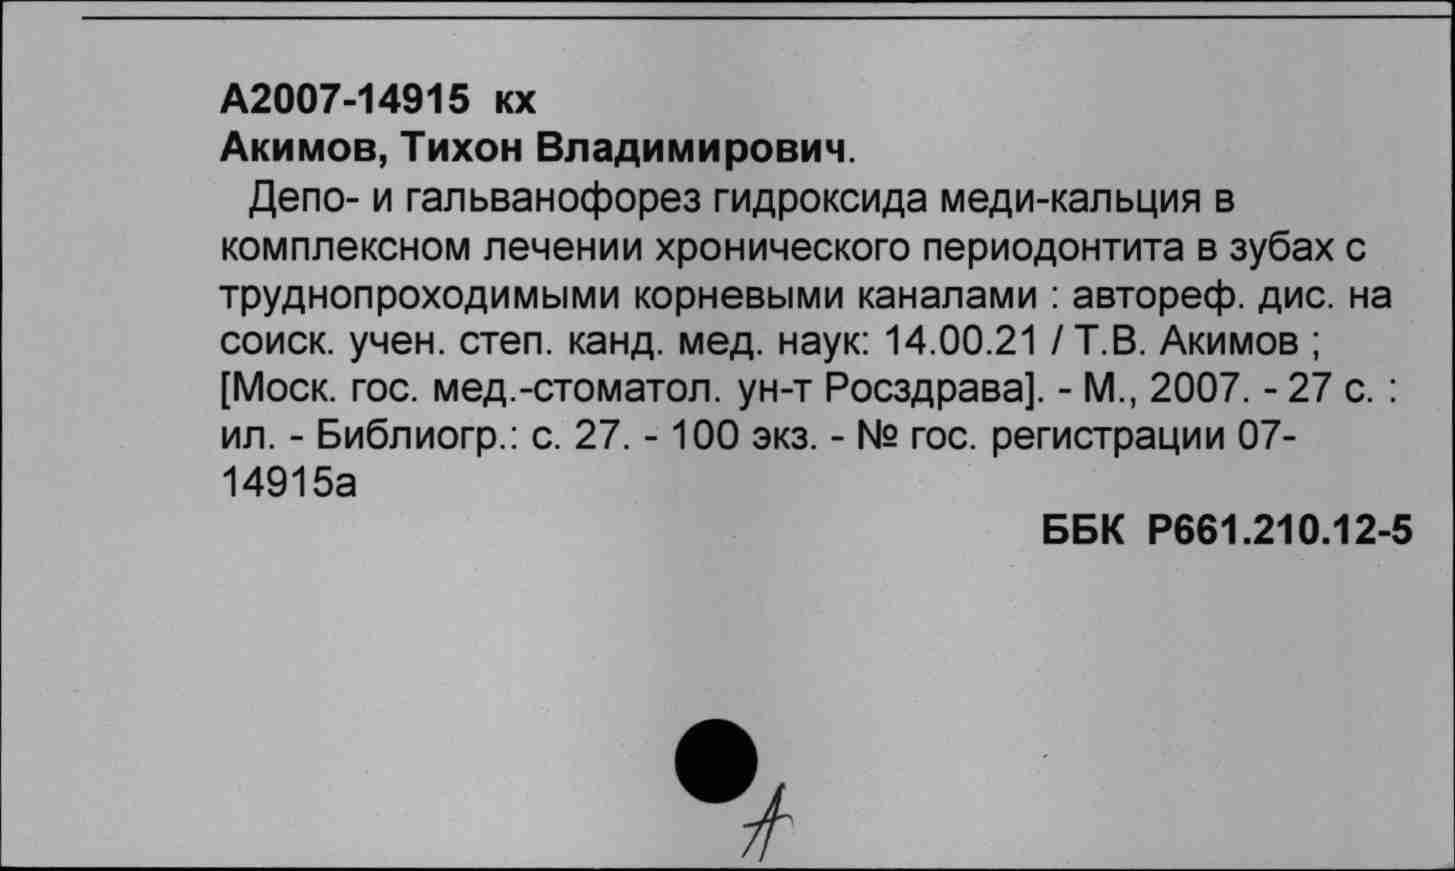 А2007-14915 кх
Акимов, Тихон Владимирович.
Депо- и гальванофорез гидроксида меди-кальция в
комплексном лечении хронического периодонтита в зубах с
труднопроходимыми корневыми каналами : автореф. дис. на
соиск. учен. степ. канд. мед. наук: 14.00.21 / Т.В. Акимов ;
[Моск. гос. мед.-стоматол. ун-т Росздрава]. - М., 2007. - 27 с. :
ил. - Библиогр.: с. 27. - 100 экз. - № гос. регистрации 07-
14915а
ББК Р661.210.12-5
А